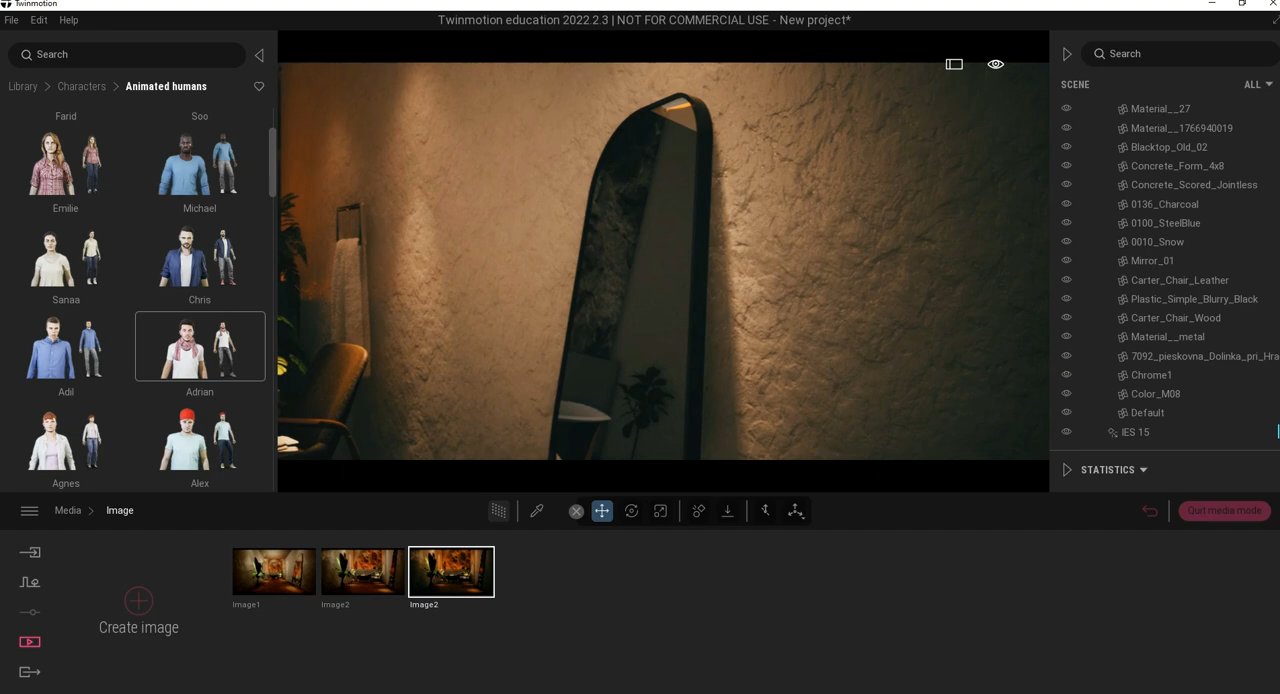 Twinmotion
File Edit Help
Twinmotion education 2022.2.3 | NOT FOR COMMERCIAL USE - New project*
Search
Library > Characters > Animated humans
Farid Soo
Emilie Michael
Sanaa Chris
Adil Adrian
Agnes Alex
Search
SCENE ALL
Material__27
Material__1766940019
Blacktop_Old_02
Concrete_Form_4x8
Concrete_Scored_Jointless
0136_Charcoal
0100_SteelBlue
0010_Snow
Mirror_01
Carter_Chair_Leather
Plastic_Simple_Blurry_Black
Carter_Chair_Wood
Material__metal
7092_pieskovna_Dolinka_pri_Hra
Chrome1
Color_M08
Default
IES 15
STATISTICS
Media > Image
Quit media mode
Create image
Image1 Image2 Image2